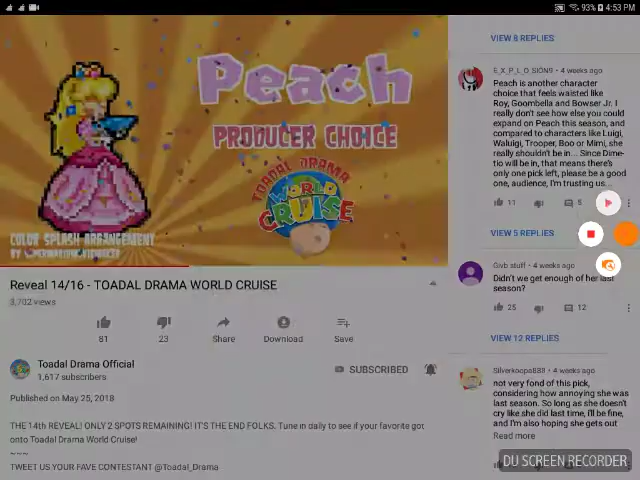 93% 4:53 PM
Peach
PRODUCER CHOICE
TOADAL DRAMA
WORLD
CRUISE
COLOR SPLASH ARRANGEMENT
BY
Reveal 14/16 - TOADAL DRAMA WORLD CRUISE
3,702 views
81
23
Share
Download
Save
Toadal Drama Official
1,617 subscribers
SUBSCRIBED
Published on May 25, 2018
THE 14th REVEAL! ONLY 2 SPOTS REMAINING! IT'S THE END FOLKS. Tune in daily to see if your favorite got
onto Toadal Drama World Cruise!
~~~
TWEET US YOUR FAVE CONTESTANT @Toadal_Drama
VIEW 8 REPLIES
E_X_P_L_O_SION9 • 4 weeks ago
Peach is another character
choice that feels waisted like
Roy, Goombella and Bowser Jr. I
really don't see how else you could
expand on Peach this season, and
compared to characters like Luigi,
Waluigi, Trooper, Boo or Mimi, she
really shouldn't be in... Since Dime-
tio will be in, that means there's
only one pick left, please be a good
one, audience, I'm trusting us...
11
5
VIEW 5 REPLIES
Givb stuff • 4 weeks ago
Didn't we get enough of her last
season?
25
12
VIEW 12 REPLIES
Silverkoopa888 • 4 weeks ago
not very fond of this pick,
considering how annoying she was
last season. So long as she doesn't
cry like she did last time, I'll be fine,
and I'm also hoping she gets out
Read more
DU SCREEN RECORDER